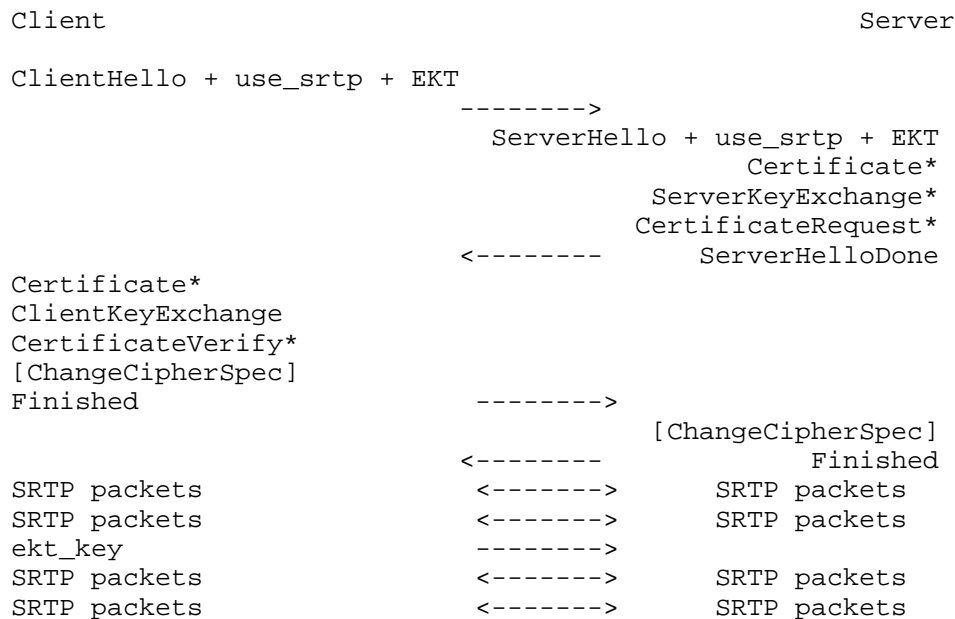 Client Server
ClientHello + use_srtp + EKT
-------->
ServerHello + use_srtp + EKT
Certificate*
ServerKeyExchange*
CertificateRequest*
<-------- ServerHelloDone
Certificate*
ClientKeyExchange
CertificateVerify*
[ChangeCipherSpec]
Finished -------->
[ChangeCipherSpec]
<-------- Finished
SRTP packets <-------> SRTP packets
SRTP packets <-------> SRTP packets
ekt_key -------->
SRTP packets <-------> SRTP packets
SRTP packets <-------> SRTP packets